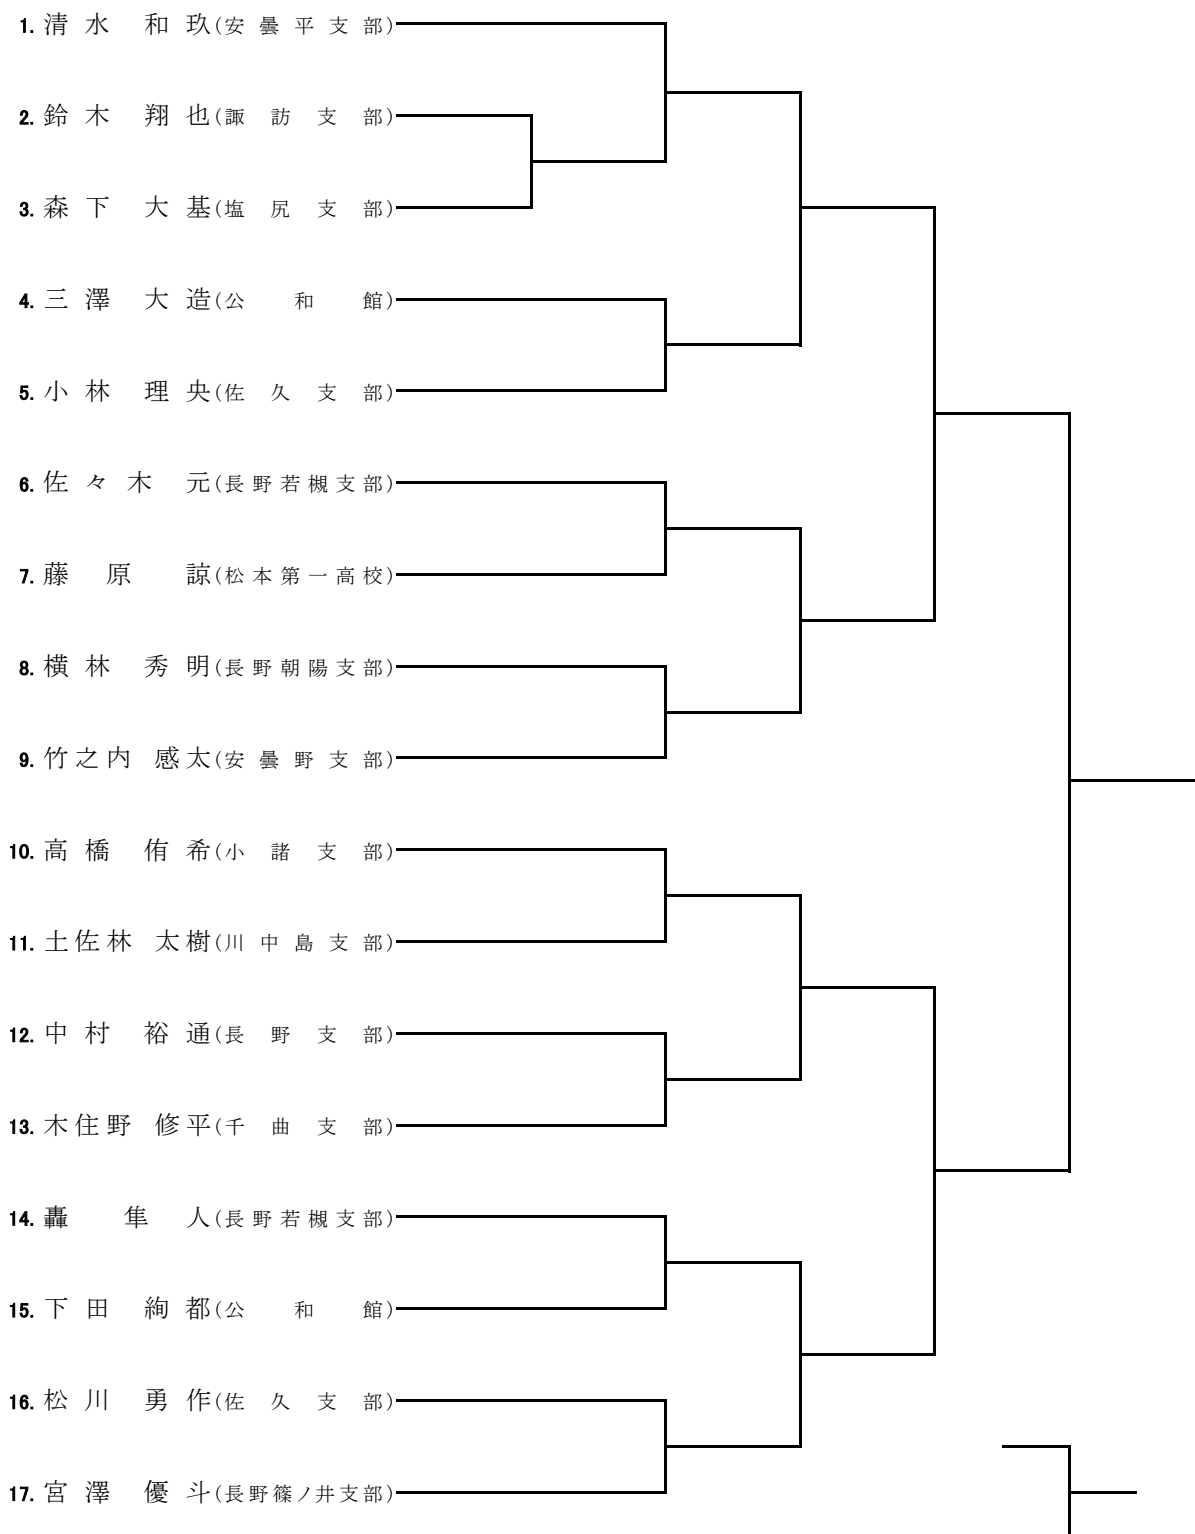 1. 清水 和玖(安曇平支部)
2. 鈴木 翔也(諏訪支部)
3. 森下 大基(塩尻支部)
4. 三澤 大造(公和館)
5. 小林 理央(佐久支部)
6. 佐々木 元(長野若槻支部)
7. 藤原 諒(松本第一高校)
8. 横林 秀明(長野朝陽支部)
9. 竹之内 感太(安曇野支部)
10. 高橋 侑希(小諸支部)
11. 土佐林 太樹(川中島支部)
12. 中村 裕通(長野支部)
13. 木住野 修平(千曲支部)
14. 轟 隼人(長野若槻支部)
15. 下田 絢都(公和館)
16. 松川 勇作(佐久支部)
17. 宮澤 優斗(長野篠ノ井支部)